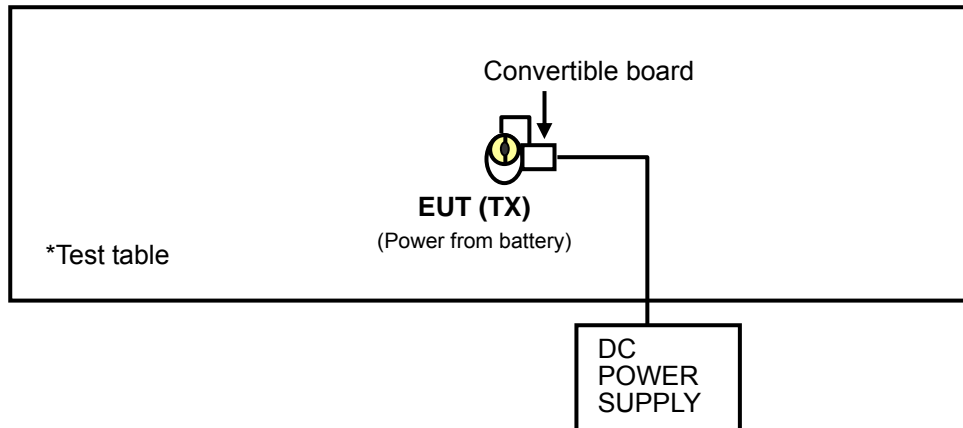 Convertible board
EUT (TX)
(Power from battery)
*Test table
DC
POWER
SUPPLY